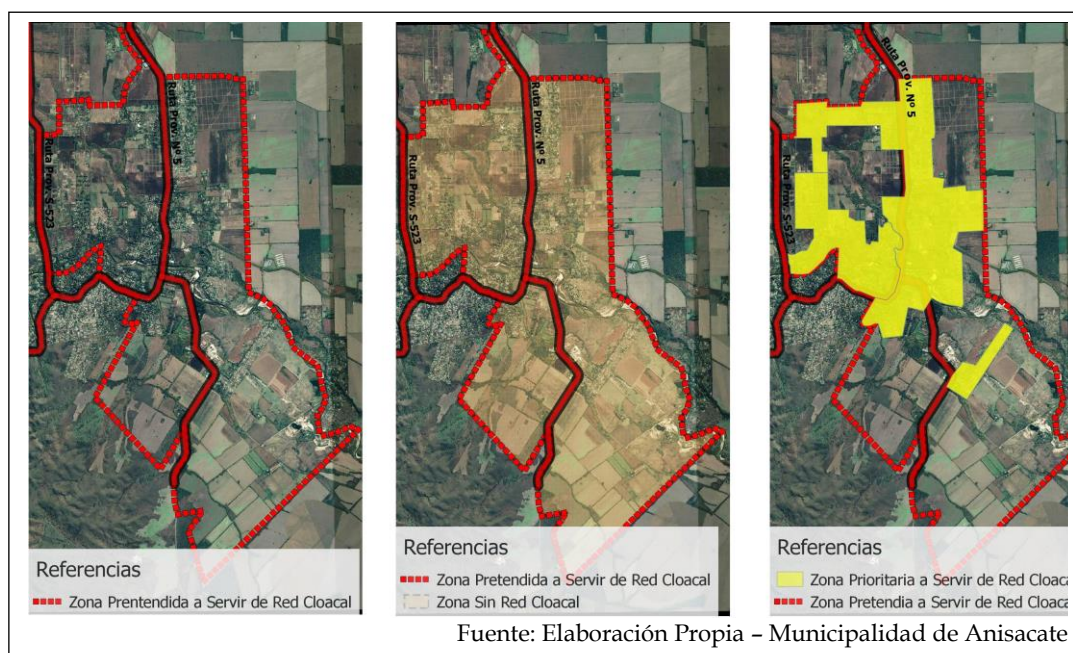 Ruta Prov. Nº 5
Ruta Prov. S-523
Referencias
Zona Prentendida a Servir de Red Cloacal
Ruta Prov. Nº 5
Ruta Prov. S-523
Referencias
Zona Pretendida a Servir de Red Cloacal
Zona Sin Red Cloacal
Ruta Prov. Nº 5
Ruta Prov. S-523
Referencias
Zona Prioritaria a Servir de Red Cloaca
Zona Pretendia a Servir de Red Cloaca
Fuente: Elaboración Propia – Municipalidad de Anisacate